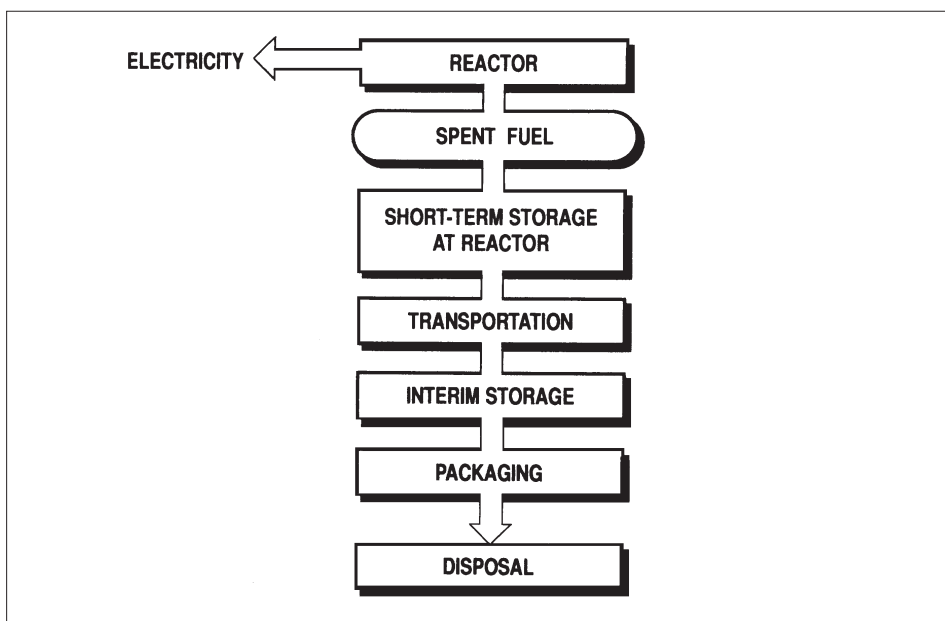 ELECTRICITY
REACTOR
SPENT FUEL
SHORT-TERM STORAGE
AT REACTOR
TRANSPORTATION
INTERIM STORAGE
PACKAGING
DISPOSAL